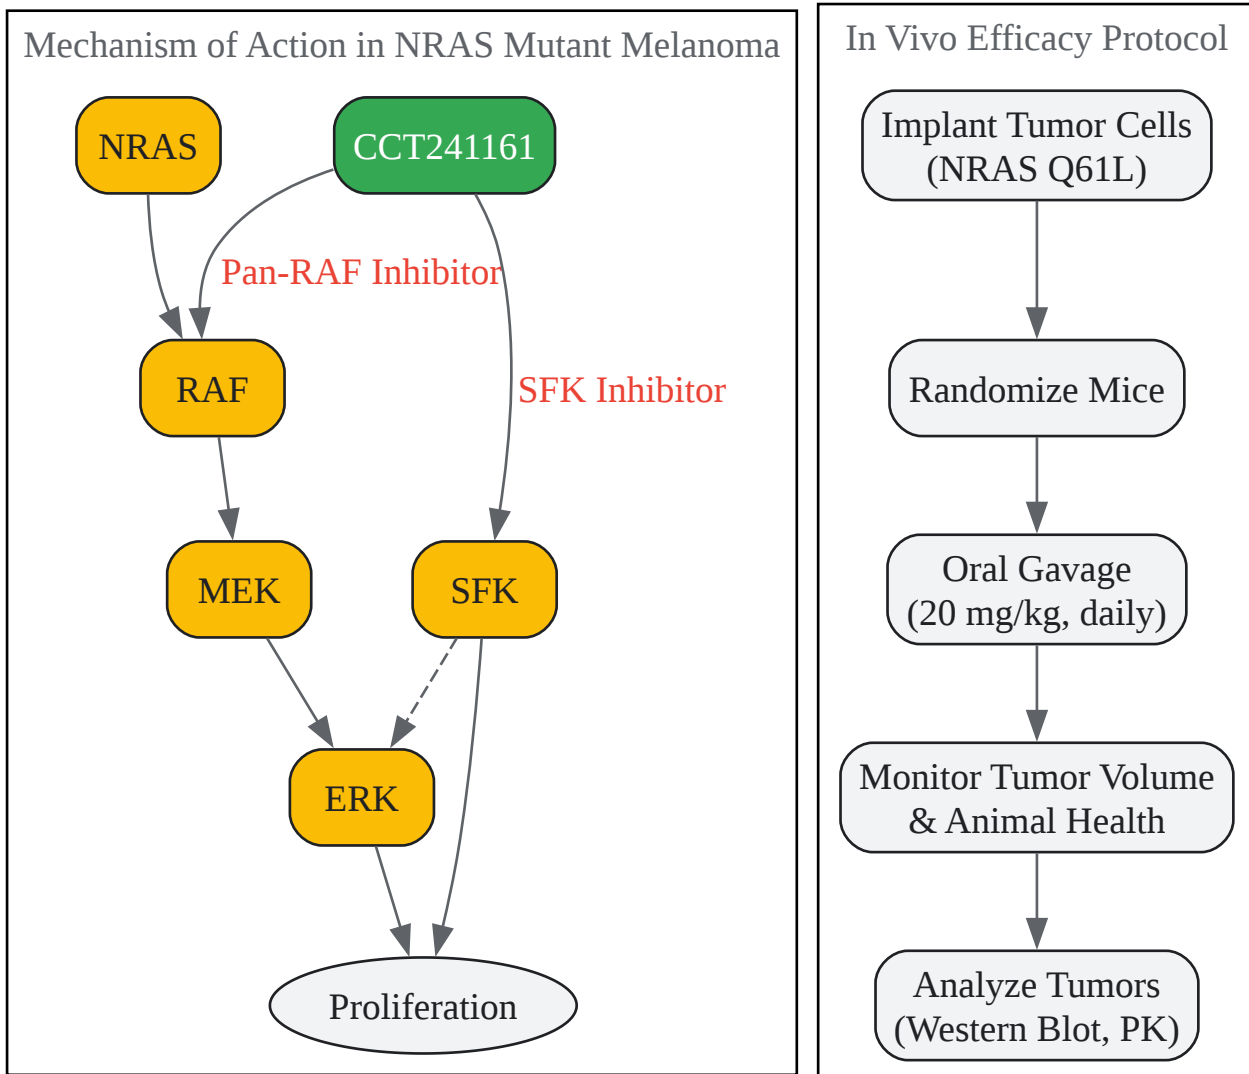 Mechanism of Action in NRAS Mutant Melanoma
NRAS
CCT241161
Pan-RAF Inhibitor
RAF
SFK Inhibitor
MEK
SFK
ERK
Proliferation
In Vivo Efficacy Protocol
Implant Tumor Cells
(NRAS Q61L)
Randomize Mice
Oral Gavage
(20 mg/kg, daily)
Monitor Tumor Volume
& Animal Health
Analyze Tumors
(Western Blot, PK)